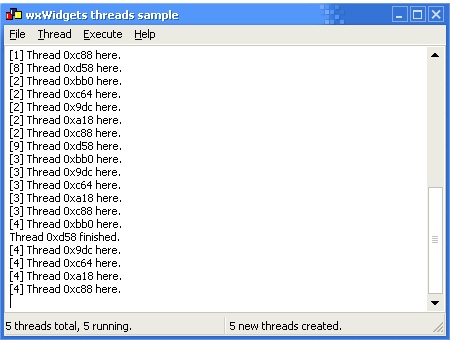 wxWidgets threads sample
File Thread Execute Help
[1] Thread 0xc88 here.
[8] Thread 0xd58 here.
[2] Thread 0xbb0 here.
[2] Thread 0xc64 here.
[2] Thread 0x9dc here.
[2] Thread 0xa18 here.
[2] Thread 0xc88 here.
[9] Thread 0xd58 here.
[3] Thread 0xbb0 here.
[3] Thread 0x9dc here.
[3] Thread 0xc64 here.
[3] Thread 0xa18 here.
[3] Thread 0xc88 here.
[4] Thread 0xbb0 here.
Thread 0xd58 finished.
[4] Thread 0x9dc here.
[4] Thread 0xc64 here.
[4] Thread 0xa18 here.
[4] Thread 0xc88 here.
5 threads total, 5 running. 5 new threads created.